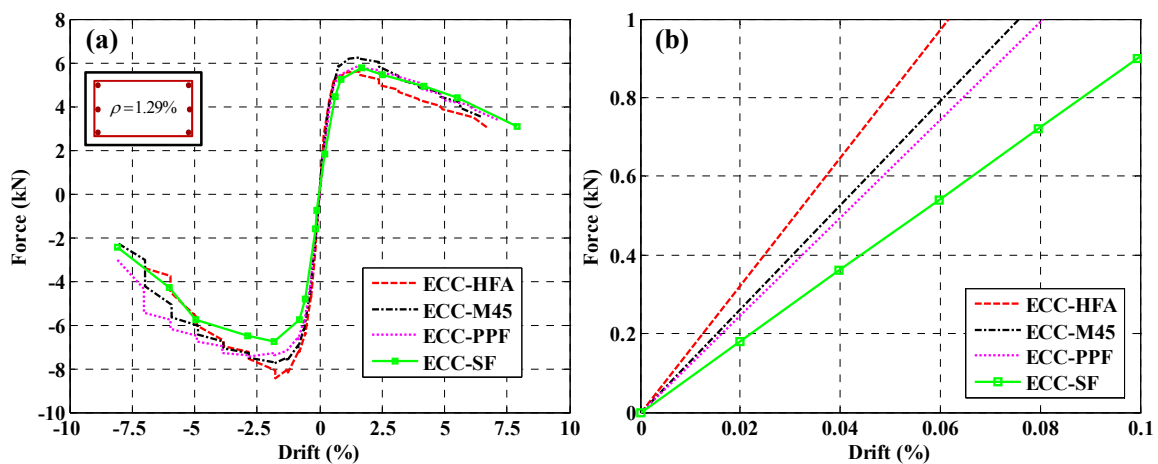 (a)
ρ=1.29%
Force (kN)
8
6
4
2
0
-2
-4
-6
-8
-10
-10
-7.5
-5
-2.5
0
2.5
5
7.5
10
Drift (%)
ECC-HFA
ECC-M45
ECC-PPF
ECC-SF
(b)
Force (kN)
1
0.8
0.6
0.4
0.2
0
0
0.02
0.04
0.06
0.08
0.1
Drift (%)
ECC-HFA
ECC-M45
ECC-PPF
ECC-SF